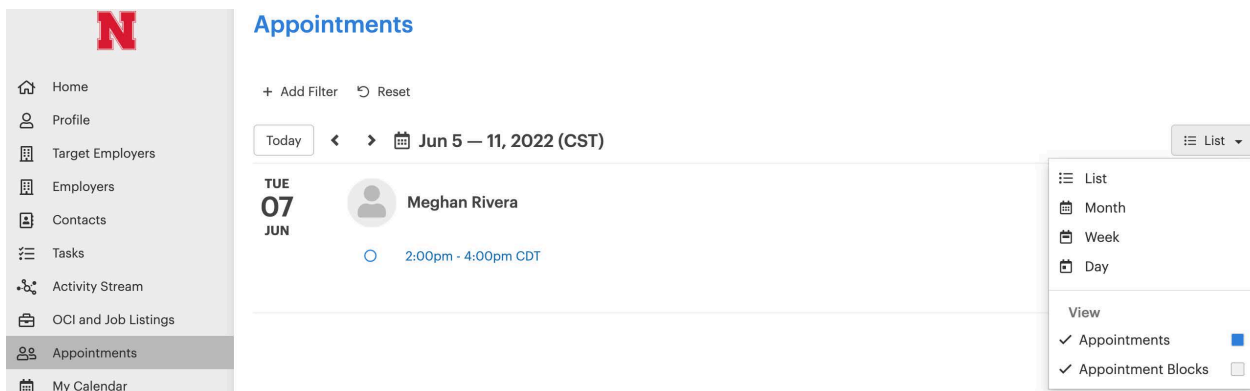 N
Home
Profile
Target Employers
Employers
Contacts
Tasks
Activity Stream
OCI and Job Listings
Appointments
My Calendar
Appointments
+ Add Filter Reset
Today Jun 5 — 11, 2022 (CST) List
TUE
07
JUN
Meghan Rivera
2:00pm - 4:00pm CDT
List
Month
Week
Day
View
Appointments
Appointment Blocks